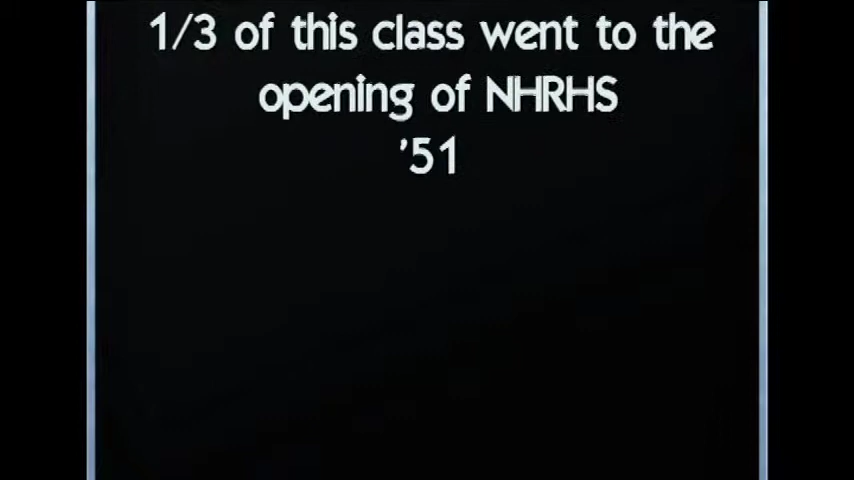 1/3 of this class went to the
opening of NHRHS
'51